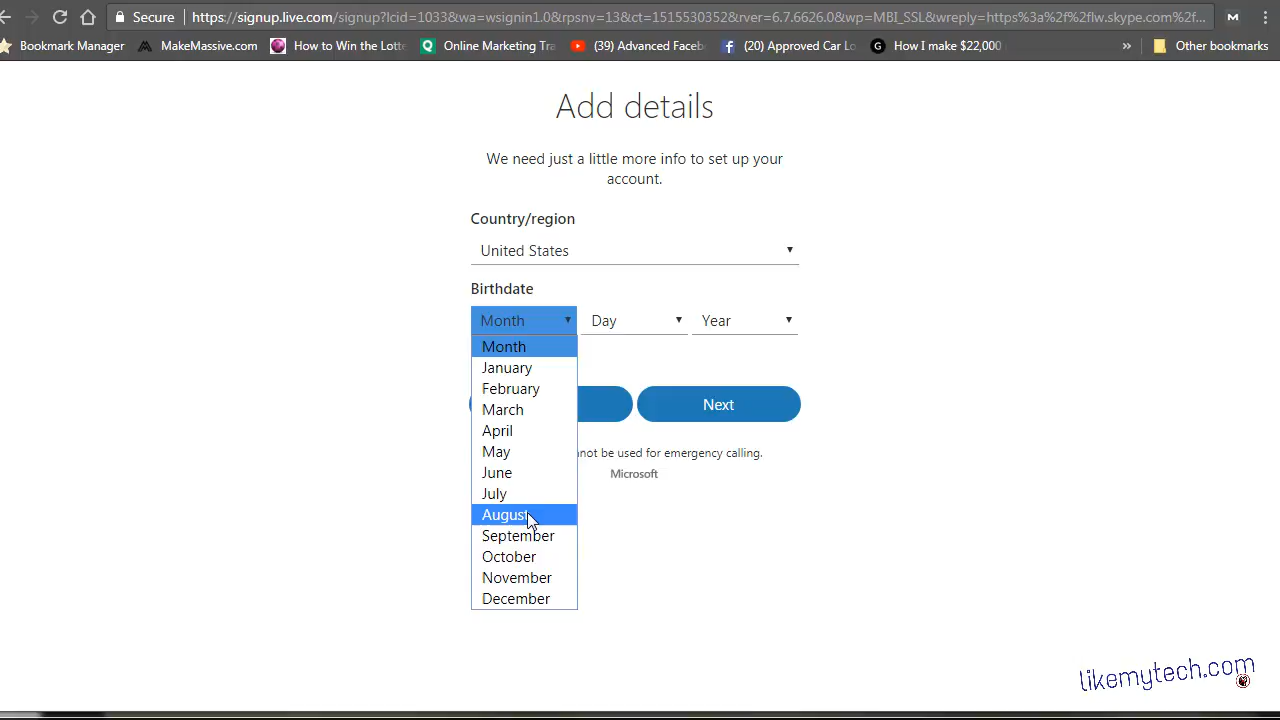 Secure
https://signup.live.com/signup?lcid=1033&wa=wsignin1.0&rpsnv=13&ct=1515530552&rver=6.7.6626.0&wp=MBI_SSL&wreply=https%3a%2f%2flw.skype.com%2f...
M
Bookmark Manager
MakeMassive.com
How to Win the Lotte
Q
Online Marketing Tra
(39) Advanced Faceb
(20) Approved Car Lo
G
How I make $22,000
»
Other bookmarks
Add details
We need just a little more info to set up your
account.
Country/region
United States
Birthdate
Month
Day
Year
Month
January
February
March
April
May
June
July
August
September
October
November
December
Next
not be used for emergency calling.
Microsoft
likemytech.com